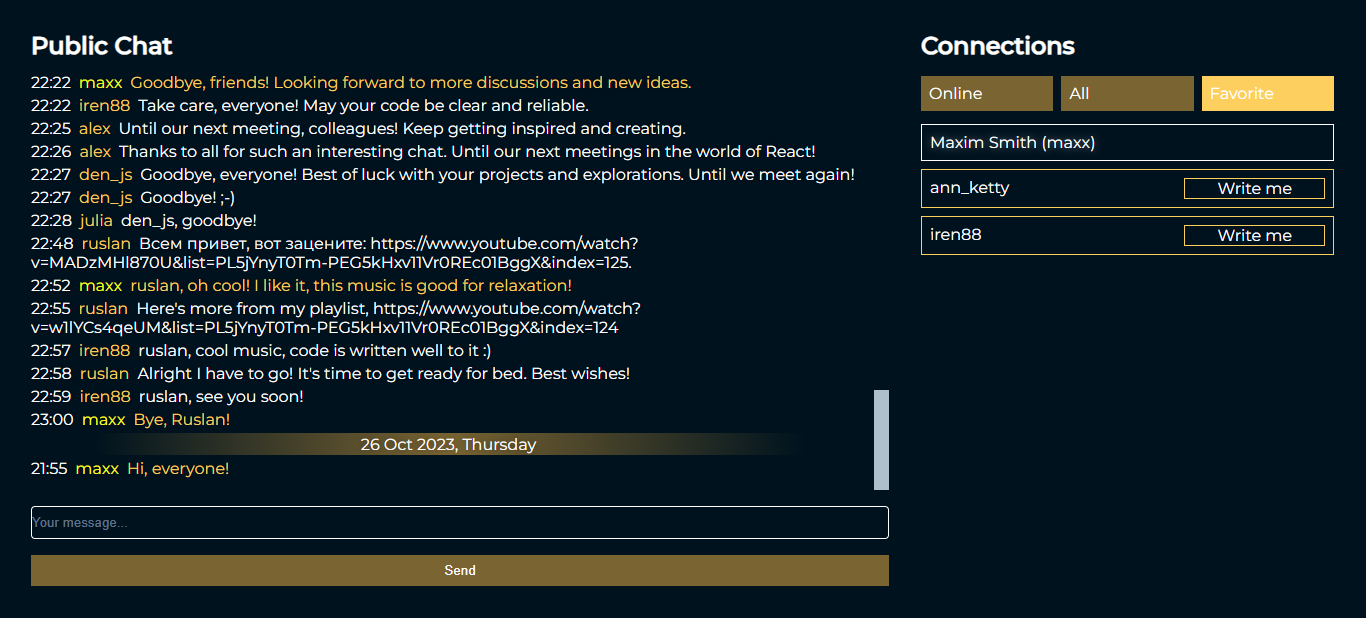 Public Chat
22:22 maxx Goodbye, friends! Looking forward to more discussions and new ideas.
22:22 iren88 Take care, everyone! May your code be clear and reliable.
22:25 alex Until our next meeting, colleagues! Keep getting inspired and creating.
22:26 alex Thanks to all for such an interesting chat. Until our next meetings in the world of React!
22:27 den_js Goodbye, everyone! Best of luck with your projects and explorations. Until we meet again!
22:27 den_js Goodbye! ;-)
22:28 julia den_js, goodbye!
22:48 ruslan Всем привет, вот зацените: https://www.youtube.com/watch?
v=MADzMHl870U&list=PL5jYnyT0Tm-PEG5kHxv11Vr0REc01BggX&index=125.
22:52 maxx ruslan, oh cool! I like it, this music is good for relaxation!
22:55 ruslan Here's more from my playlist, https://www.youtube.com/watch?
v=w1lYCs4qeUM&list=PL5jYnyT0Tm-PEG5kHxv11Vr0REc01BggX&index=124
22:57 iren88 ruslan, cool music, code is written well to it :)
22:58 ruslan Alright I have to go! It's time to get ready for bed. Best wishes!
22:59 iren88 ruslan, see you soon!
23:00 maxx Bye, Ruslan!
26 Oct 2023, Thursday
21:55 maxx Hi, everyone!
Your message...
Send
Connections
Online All Favorite
Maxim Smith (maxx)
ann_ketty Write me
iren88 Write me